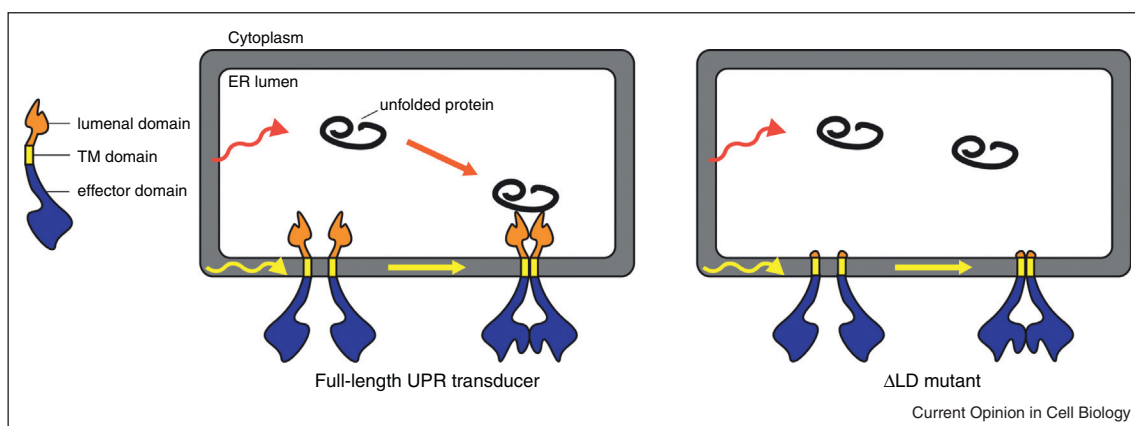 Cytoplasm
ER lumen
unfolded protein
lumenal domain
TM domain
effector domain
Full-length UPR transducer
ΔLD mutant
Current Opinion in Cell Biology